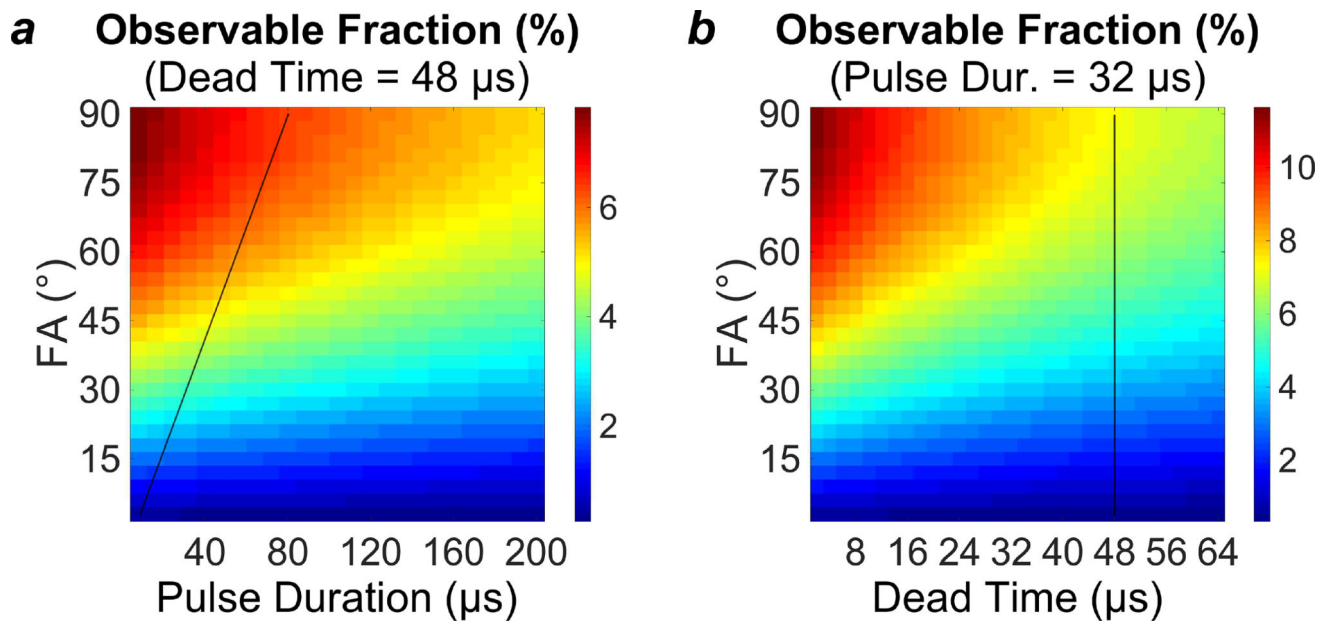 a Observable Fraction (%)
(Dead Time = 48 µs)
90
75
60
45
30
15
FA (°)
40 80 120 160 200
Pulse Duration (µs)
6
4
2
b Observable Fraction (%)
(Pulse Dur. = 32 µs)
90
75
60
45
30
15
FA (°)
8 16 24 32 40 48 56 64
Dead Time (µs)
10
8
6
4
2